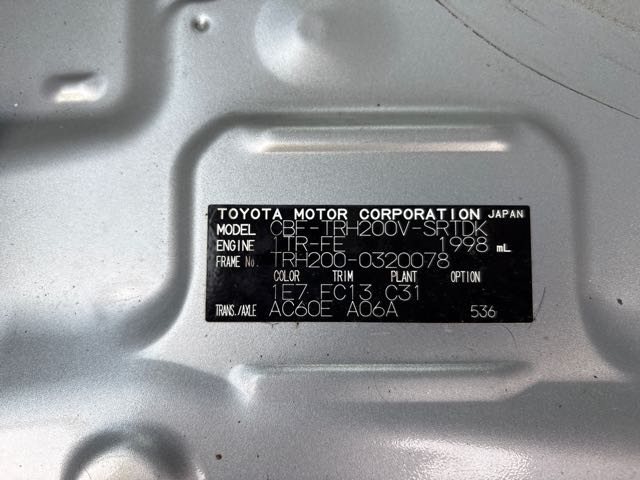 TOYOTA MOTOR CORPORATION JAPAN
MODEL CBF-TRH200V-SRTDK
ENGINE 1TR-FE 1998 mL
FRAME No. TRH200-0320078
COLOR TRIM PLANT OPTION
1E7 FC13 C31
TRANS./AXLE AC60E A06A 536